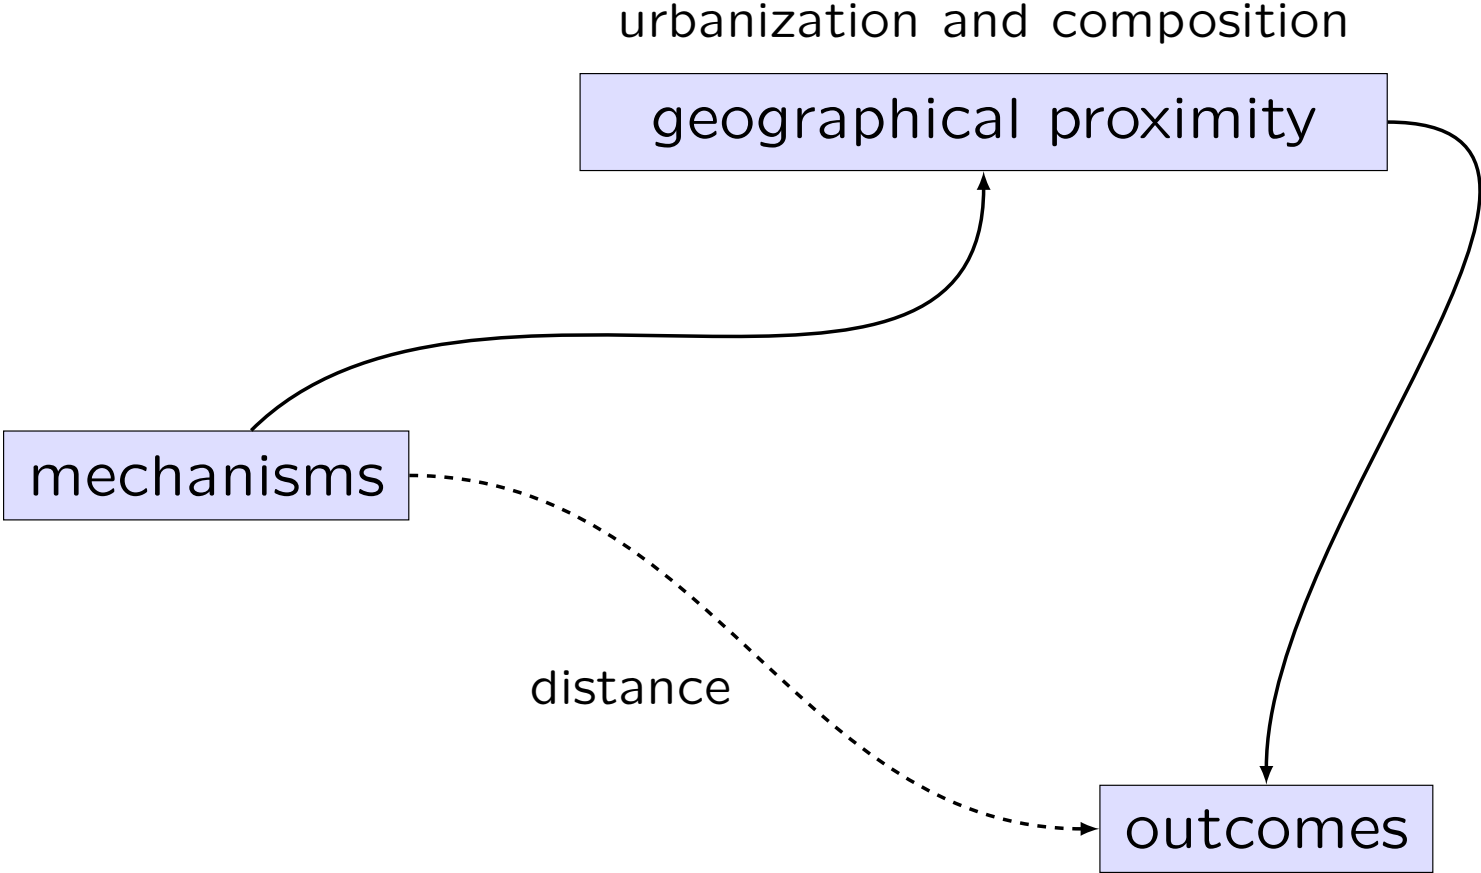 urbanization and composition
geographical proximity
mechanisms
distance
outcomes